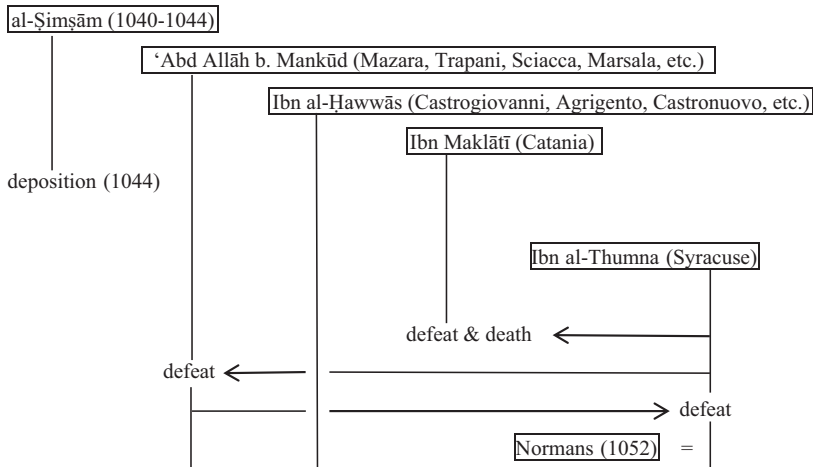 al-Ṣimṣām (1040-1044)
‘Abd Allāh b. Mankūd (Mazara, Trapani, Sciacca, Marsala, etc.)
Ibn al-Ḥawwās (Castrogiovanni, Agrigento, Castronuovo, etc.)
Ibn Maklātī (Catania)
deposition (1044)
Ibn al-Thumna (Syracuse)
defeat & death
defeat
defeat
Normans (1052) =